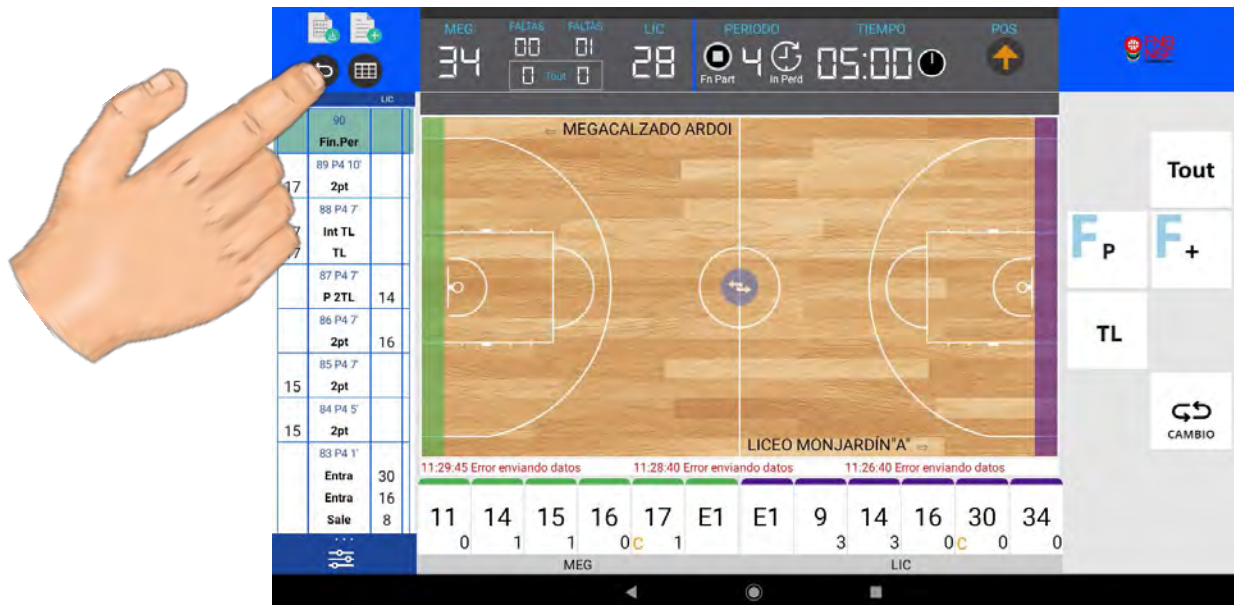 MEG FALTAS FALTAS LIC PERIODO TIEMPO POS
34 00 01 28 4 05:00
0 Tout 0
Fn Part In Perd
LIC
90
Fin.Per
89 P4 10'
17 2pt
88 P4 7'
Int TL
TL
87 P4 7'
P 2TL 14
86 P4 7'
2pt 16
85 P4 7'
15 2pt
84 P4 5'
15 2pt
83 P4 1'
Entra 30
Entra 16
Sale 8
⇦ MEGACALZADO ARDOI
LICEO MONJARDÍN"A" ⇨
11:29:45 Error enviando datos 11:28:40 Error enviando datos 11:26:40 Error enviando datos
11 14 15 16 17 E1 E1 9 14 16 30 34
0 1 1 0 C 1 3 3 0 C 0 0
MEG LIC
Tout
F P F +
TL
CAMBIO